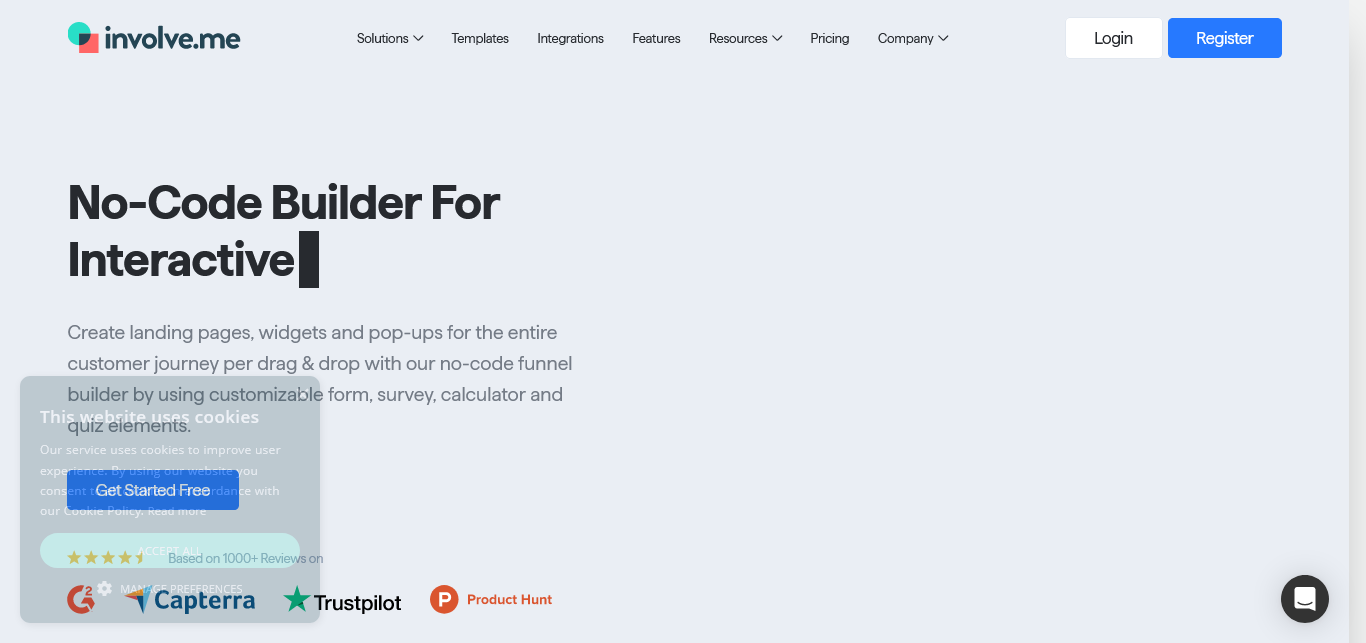 involve.me
Solutions Templates Integrations Features Resources Pricing Company
Login Register
No-Code Builder For
Interactive
Create landing pages, widgets and pop-ups for the entire
customer journey per drag & drop with our no-code funnel
builder by using customizable form, survey, calculator and
quiz elements.
Get Started Free
Based on 1000+ Reviews on
G2 Capterra Trustpilot P Product Hunt
This website uses cookies
Our service uses cookies to improve user
experience. By using our website you
consent to accordance with
our Cookie Policy. Read more
ACCEPT ALL
MANAGE PREFERENCES